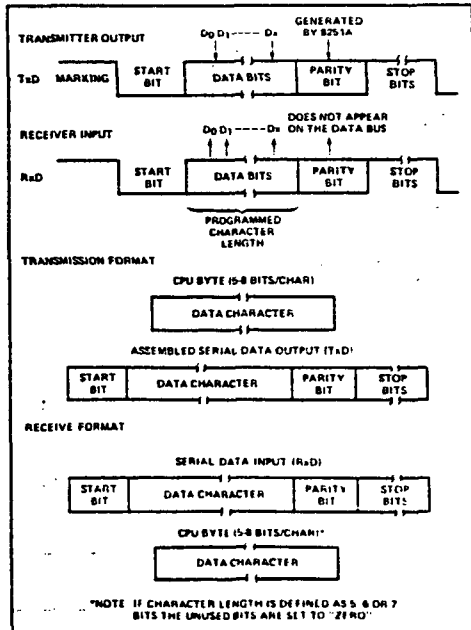 GENERATED
TRANSMITTER OUTPUT D0 D1 ---- Dx BY 8251A
TxD MARKING START BIT DATA BITS PARITY BIT STOP BITS
DOES NOT APPEAR
RECEIVER INPUT D0 D1 ---- Dx ON THE DATA BUS
RxD START BIT DATA BITS PARITY BIT STOP BITS
PROGRAMMED
CHARACTER
LENGTH
TRANSMISSION FORMAT
CPU BYTE (5-8 BITS/CHAR)
DATA CHARACTER
ASSEMBLED SERIAL DATA OUTPUT (TxD)
START BIT DATA CHARACTER PARITY BIT STOP BITS
RECEIVE FORMAT
SERIAL DATA INPUT (RxD)
START BIT DATA CHARACTER PARITY BIT STOP BITS
CPU BYTE (5-8 BITS/CHAR)*
DATA CHARACTER
*NOTE IF CHARACTER LENGTH IS DEFINED AS 5, 6 OR 7
BITS THE UNUSED BITS ARE SET TO "ZERO"